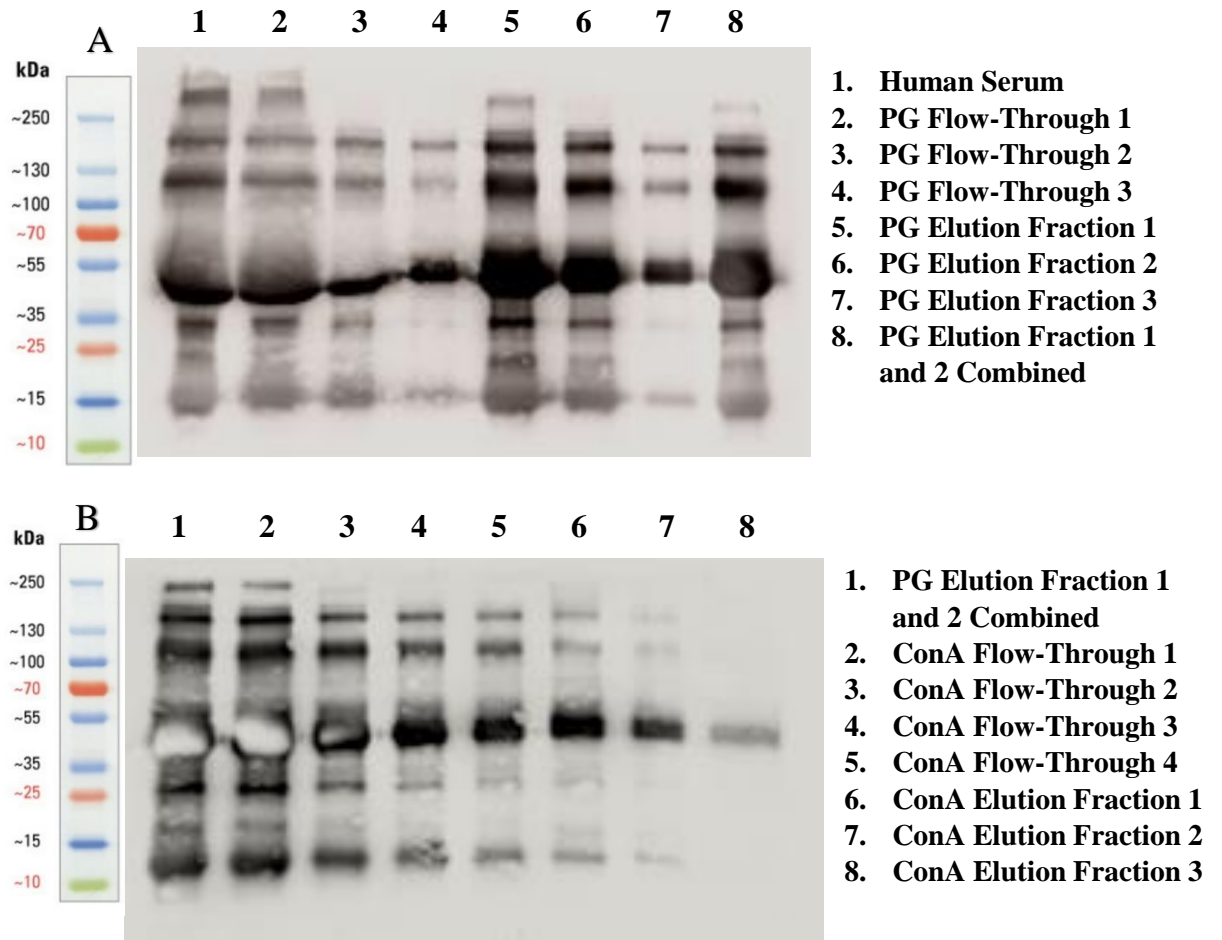 A
1 2 3 4 5 6 7 8
kDa
~250
~130
~100
~70
~55
~35
~25
~15
~10
1. Human Serum
2. PG Flow-Through 1
3. PG Flow-Through 2
4. PG Flow-Through 3
5. PG Elution Fraction 1
6. PG Elution Fraction 2
7. PG Elution Fraction 3
8. PG Elution Fraction 1
and 2 Combined
B
1 2 3 4 5 6 7 8
kDa
~250
~130
~100
~70
~55
~35
~25
~15
~10
1. PG Elution Fraction 1
and 2 Combined
2. ConA Flow-Through 1
3. ConA Flow-Through 2
4. ConA Flow-Through 3
5. ConA Flow-Through 4
6. ConA Elution Fraction 1
7. ConA Elution Fraction 2
8. ConA Elution Fraction 3